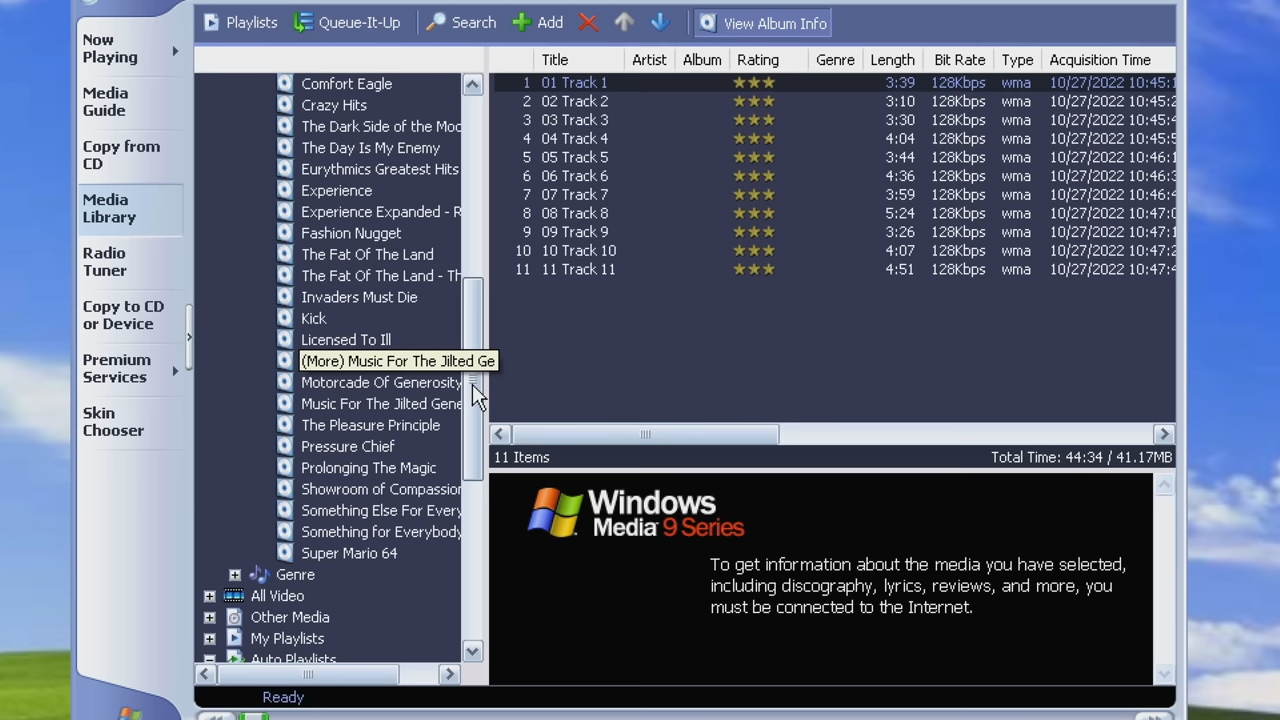 Playlists Queue-It-Up Search Add View Album Info
Now
Playing
Media
Guide
Copy from
CD
Media
Library
Radio
Tuner
Copy to CD
or Device
Premium
Services
Skin
Chooser
Comfort Eagle
Crazy Hits
The Dark Side of the Moo
The Day Is My Enemy
Eurythmics Greatest Hits
Experience
Experience Expanded - R
Fashion Nugget
The Fat Of The Land
The Fat Of The Land - Th
Invaders Must Die
Kick
Licensed To Ill
(More) Music For The Jilted Ge
Motorcade Of Generosity
Music For The Jilted Gene
The Pleasure Principle
Pressure Chief
Prolonging The Magic
Showroom of Compassion
Something Else For Every
Something for Everybody
Super Mario 64
Genre
All Video
Other Media
My Playlists
Auto Playlists
Title Artist Album Rating Genre Length Bit Rate Type Acquisition Time
1 01 Track 1 ★★★ 3:39 128Kbps wma 10/27/2022 10:45:1
2 02 Track 2 ★★★ 3:10 128Kbps wma 10/27/2022 10:45:2
3 03 Track 3 ★★★ 3:30 128Kbps wma 10/27/2022 10:45:4
4 04 Track 4 ★★★ 4:04 128Kbps wma 10/27/2022 10:45:5
5 05 Track 5 ★★★ 3:44 128Kbps wma 10/27/2022 10:46:1
6 06 Track 6 ★★★ 4:36 128Kbps wma 10/27/2022 10:46:3
7 07 Track 7 ★★★ 3:59 128Kbps wma 10/27/2022 10:46:4
8 08 Track 8 ★★★ 5:24 128Kbps wma 10/27/2022 10:47:0
9 09 Track 9 ★★★ 3:26 128Kbps wma 10/27/2022 10:47:1
10 10 Track 10 ★★★ 4:07 128Kbps wma 10/27/2022 10:47:2
11 11 Track 11 ★★★ 4:51 128Kbps wma 10/27/2022 10:47:4
11 Items Total Time: 44:34 / 41.17MB
Windows
Media 9 Series
To get information about the media you have selected,
including discography, lyrics, reviews, and more, you
must be connected to the Internet.
Ready